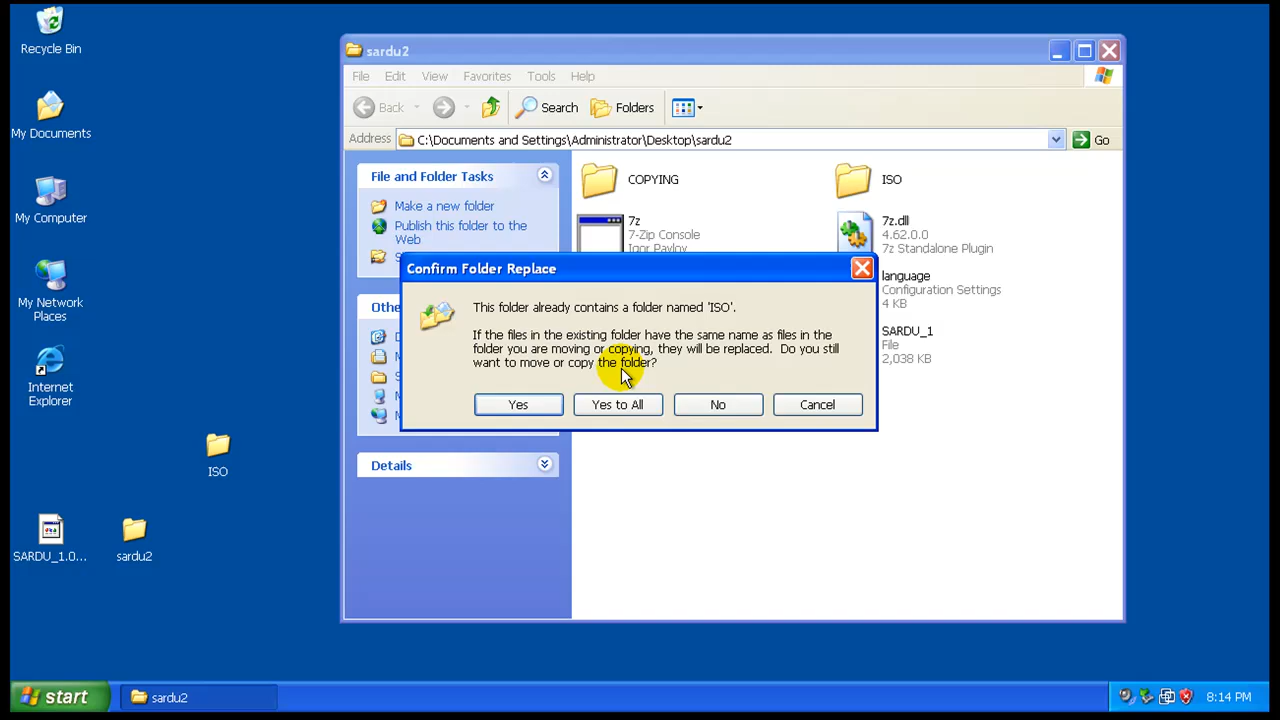 Recycle Bin
My Documents
My Computer
My Network
Places
Internet
Explorer
ISO
SARDU_1.0...
sardu2
sardu2
File Edit View Favorites Tools Help
Back Search Folders
Address C:\Documents and Settings\Administrator\Desktop\sardu2 Go
File and Folder Tasks
Make a new folder
Publish this folder to the
Web
S
Othe
D
Details
COPYING
ISO
7z
7-Zip Console
Igor Pavlov
7z.dll
4.62.0.0
7z Standalone Plugin
language
Configuration Settings
4 KB
SARDU_1
File
2,038 KB
Confirm Folder Replace
This folder already contains a folder named 'ISO'.
If the files in the existing folder have the same name as files in the
folder you are moving or copying, they will be replaced. Do you still
want to move or copy the folder?
Yes Yes to All No Cancel
start sardu2 8:14 PM